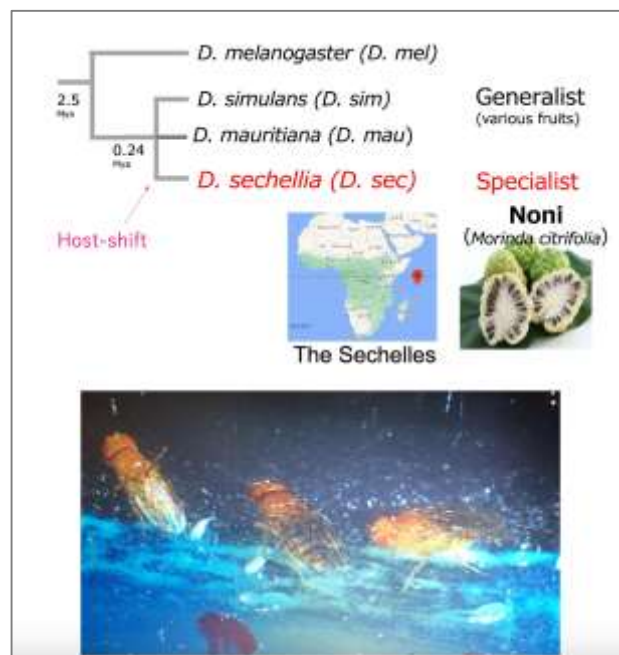 D. melanogaster (D. mel)
2.5
Mya
D. simulans (D. sim)
Generalist
(various fruits)
D. mauritiana (D. mau)
0.24
Mya
D. sechellia (D. sec)
Specialist
Host-shift
Noni
(Morinda citrifolia)
The Sechelles